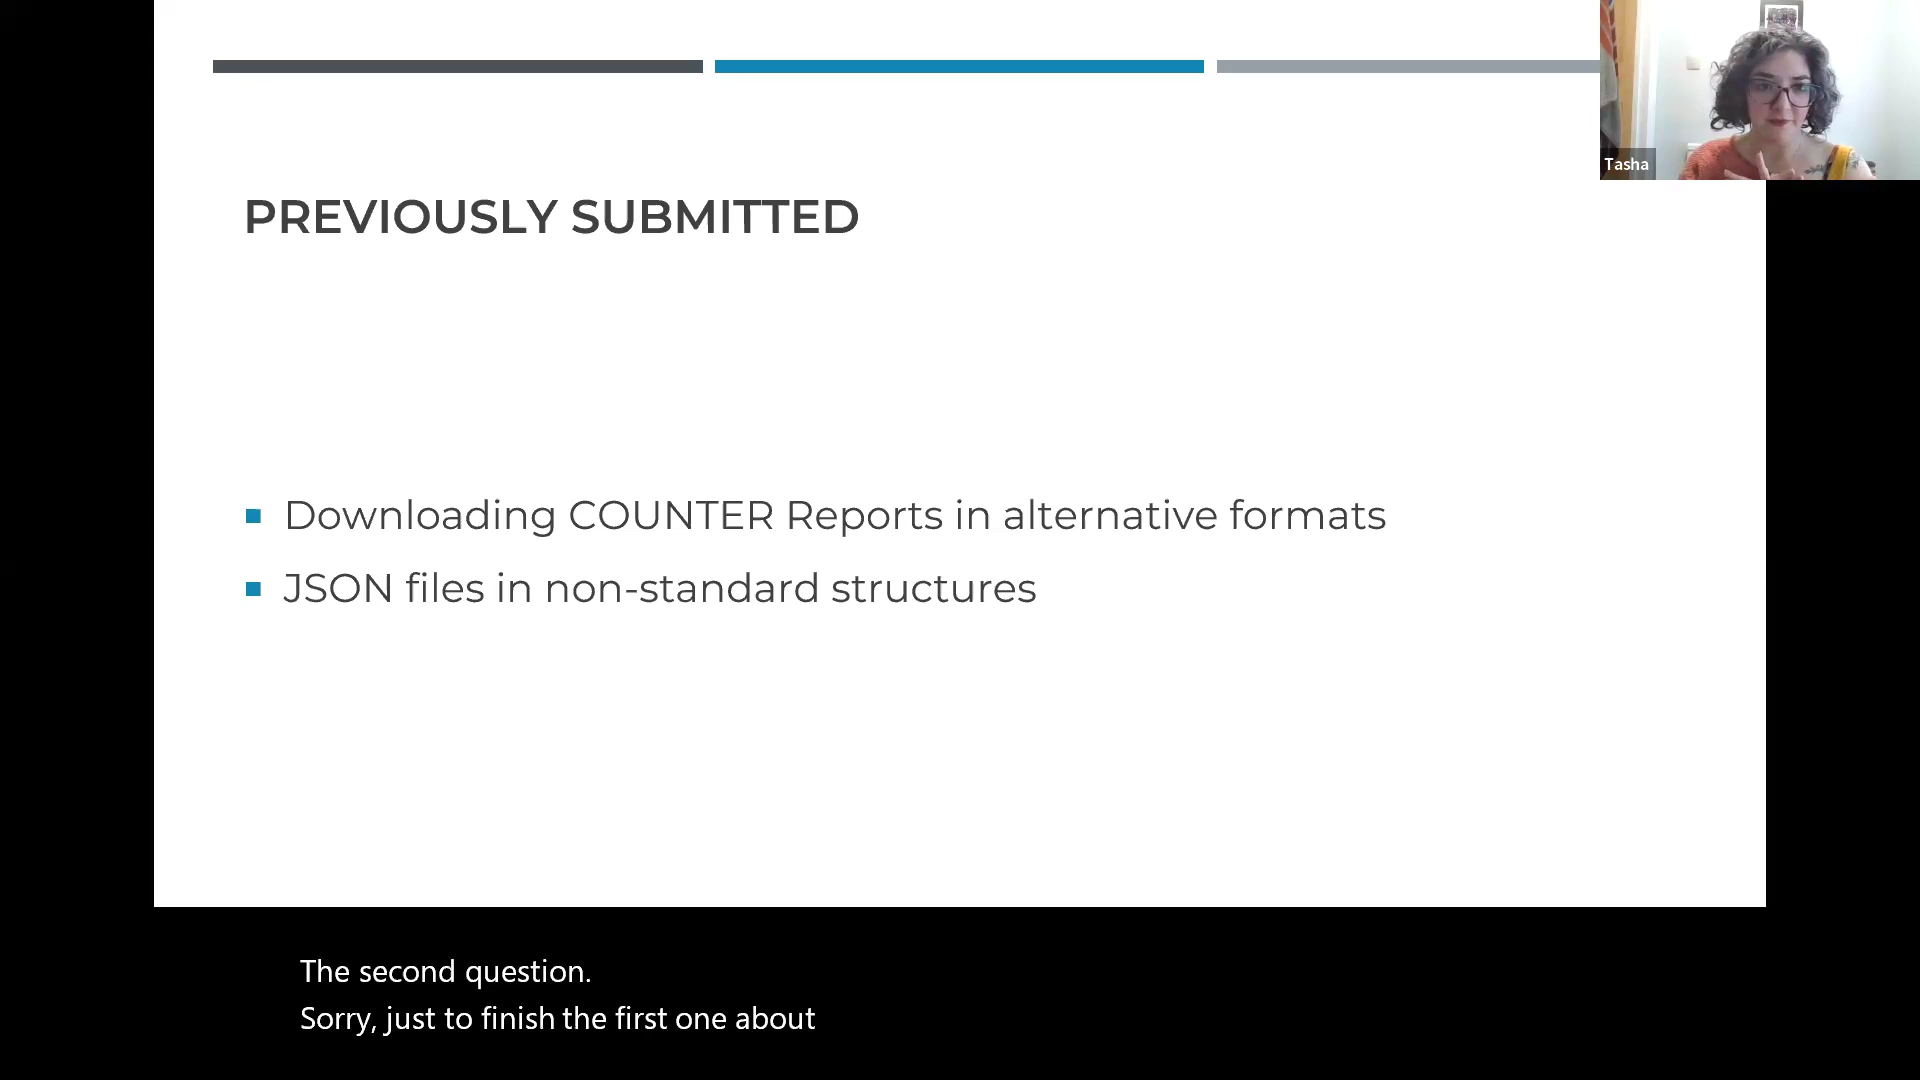 Tasha
PREVIOUSLY SUBMITTED
Downloading COUNTER Reports in alternative formats
JSON files in non-standard structures
The second question.
Sorry, just to finish the first one about